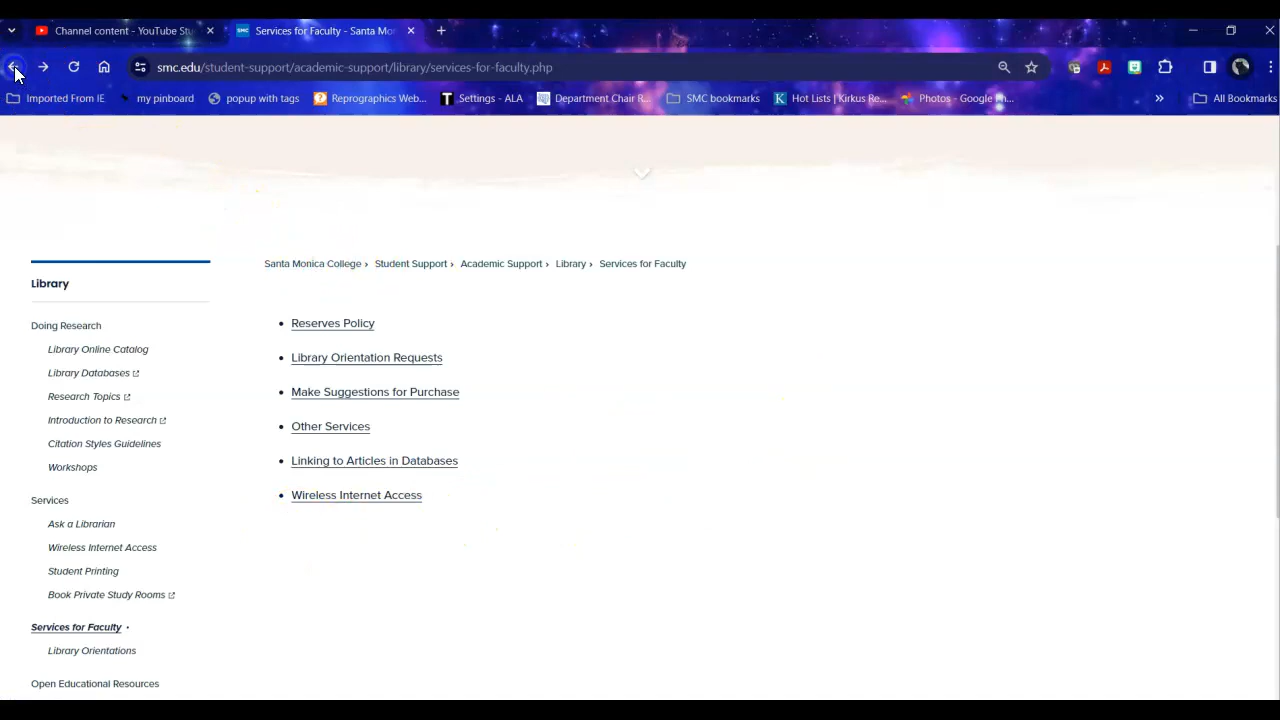 Channel content - YouTube Stu
SMC Services for Faculty - Santa Mor
smc.edu/student-support/academic-support/library/services-for-faculty.php
Imported From IE
my pinboard
popup with tags
Reprographics Web...
Settings - ALA
Department Chair R...
SMC bookmarks
Hot Lists | Kirkus Re...
Photos - Google Ph...
All Bookmarks
Santa Monica College › Student Support › Academic Support › Library › Services for Faculty
Library
Doing Research
Library Online Catalog
Library Databases
Research Topics
Introduction to Research
Citation Styles Guidelines
Workshops
Services
Ask a Librarian
Wireless Internet Access
Student Printing
Book Private Study Rooms
Services for Faculty
Library Orientations
Open Educational Resources
• Reserves Policy
• Library Orientation Requests
• Make Suggestions for Purchase
• Other Services
• Linking to Articles in Databases
• Wireless Internet Access